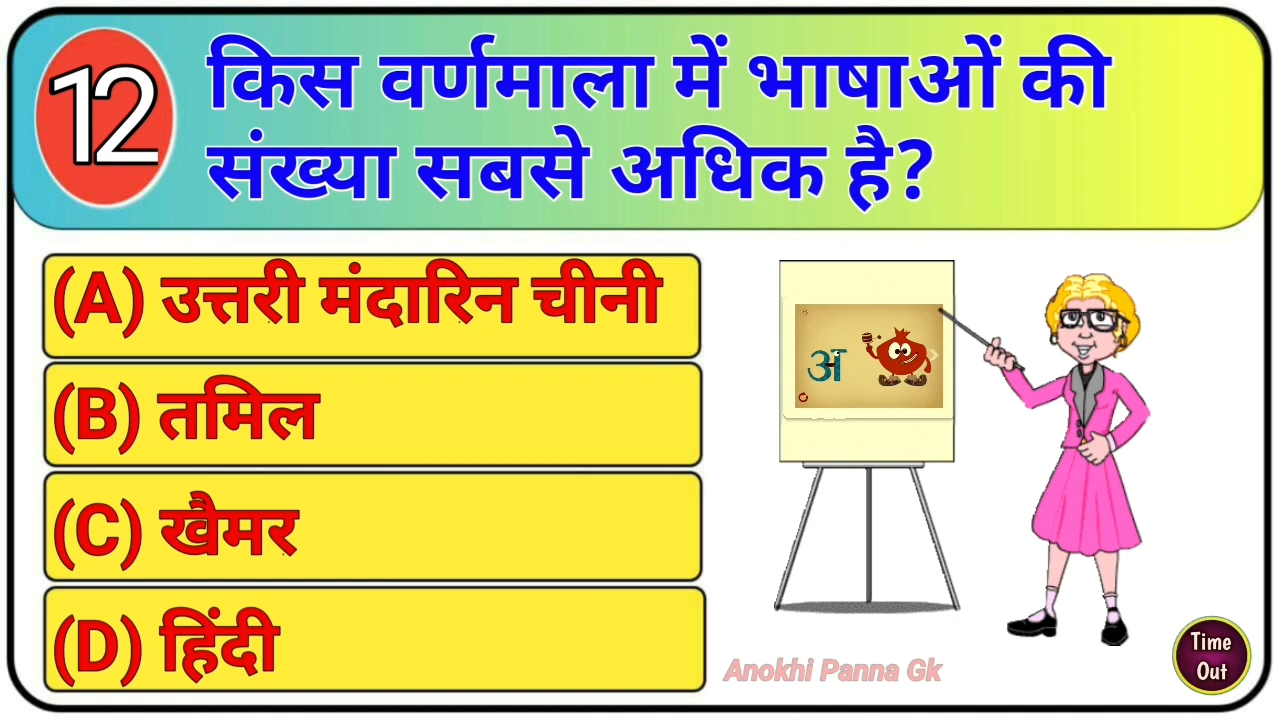 12
किस वर्णमाला में भाषाओं की
संख्या सबसे अधिक है?
(A) उत्तरी मंदारिन चीनी
(B) तमिल
(C) खैमर
(D) हिंदी
अ
Anokhi Panna Gk
Time
Out